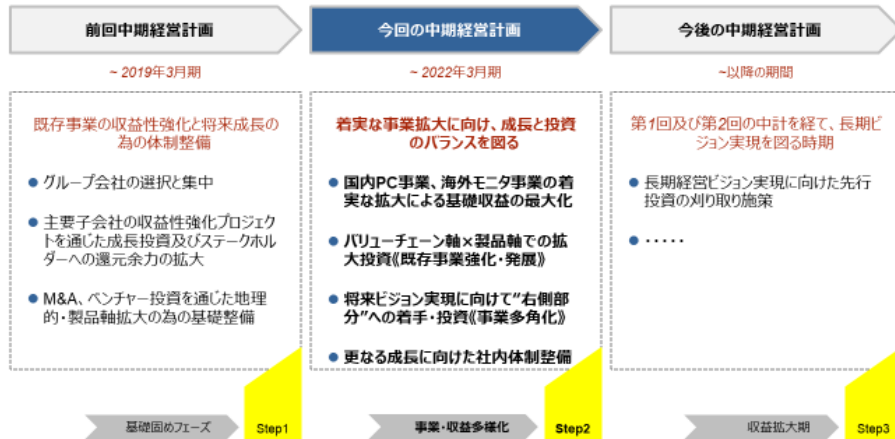 前回中期経営計画
今回の中期経営計画
今後の中期経営計画
~ 2019年3月期
~ 2022年3月期
~以降の期間
既存事業の収益性強化と将来成長の
為の体制整備
● グループ会社の選択と集中
● 主要子会社の収益性強化プロジェク
トを通じた成長投資及びステークホル
ダーへの還元余力の拡大
● M&A、ベンチャー投資を通じた地理
的・製品軸拡大の為の基礎整備
着実な事業拡大に向け、成長と投資
のバランスを図る
● 国内PC事業、海外モニタ事業の着
実な拡大による基礎収益の最大化
● バリューチェーン軸×製品軸での拡
大投資《既存事業強化・発展》
● 将来ビジョン実現に向けて”右側部
分”への着手・投資《事業多角化》
● 更なる成長に向けた社内体制整備
第1回及び第2回の中計を経て、長期ビ
ジョン実現を図る時期
● 長期経営ビジョン実現に向けた先行
投資の刈り取り施策
● ・・・・・
基礎固めフェーズ
Step1
事業・収益多様化
Step2
収益拡大期
Step3